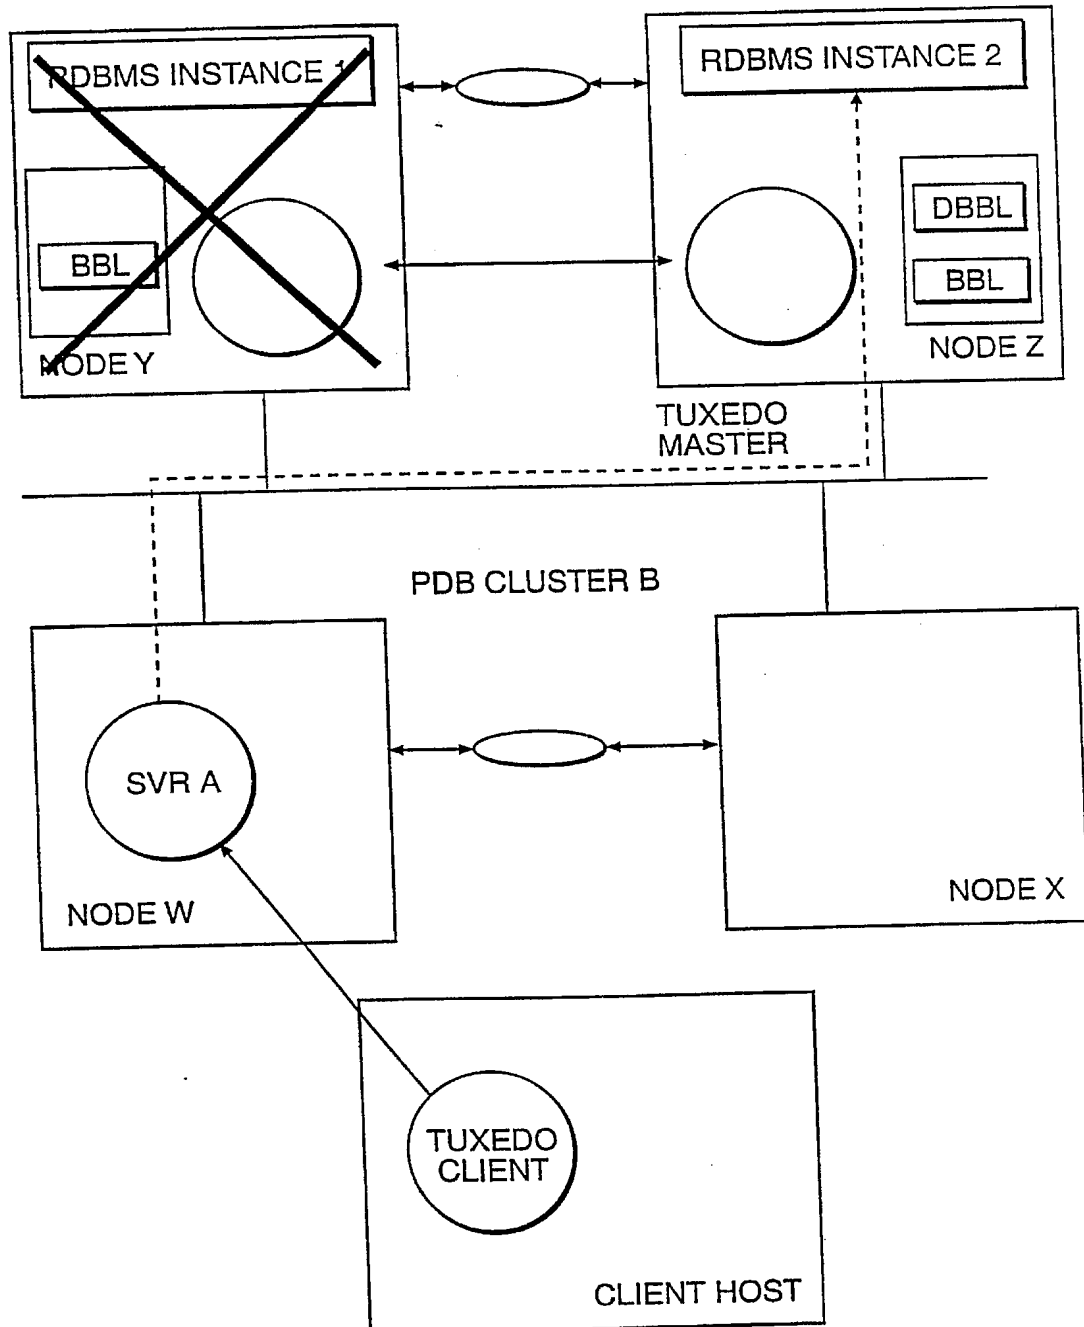 RDBMS INSTANCE 1
RDBMS INSTANCE 2
DBBL
BBL
BBL
NODE Y
NODE Z
TUXEDO
MASTER
PDB CLUSTER B
SVR A
NODE W
NODE X
TUXEDO
CLIENT
CLIENT HOST